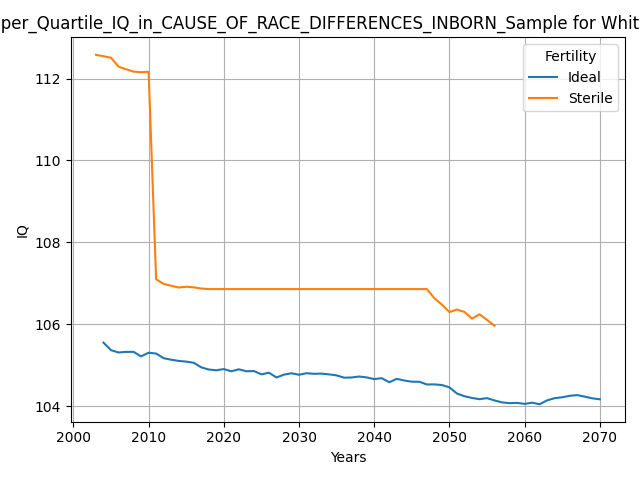 per_Quartile_IQ_in_CAUSE_OF_RACE_DIFFERENCES_INBORN_Sample for Whit
Fertility
Ideal
Sterile
112
110
108
106
104
IQ
2000 2010 2020 2030 2040 2050 2060 2070
Years